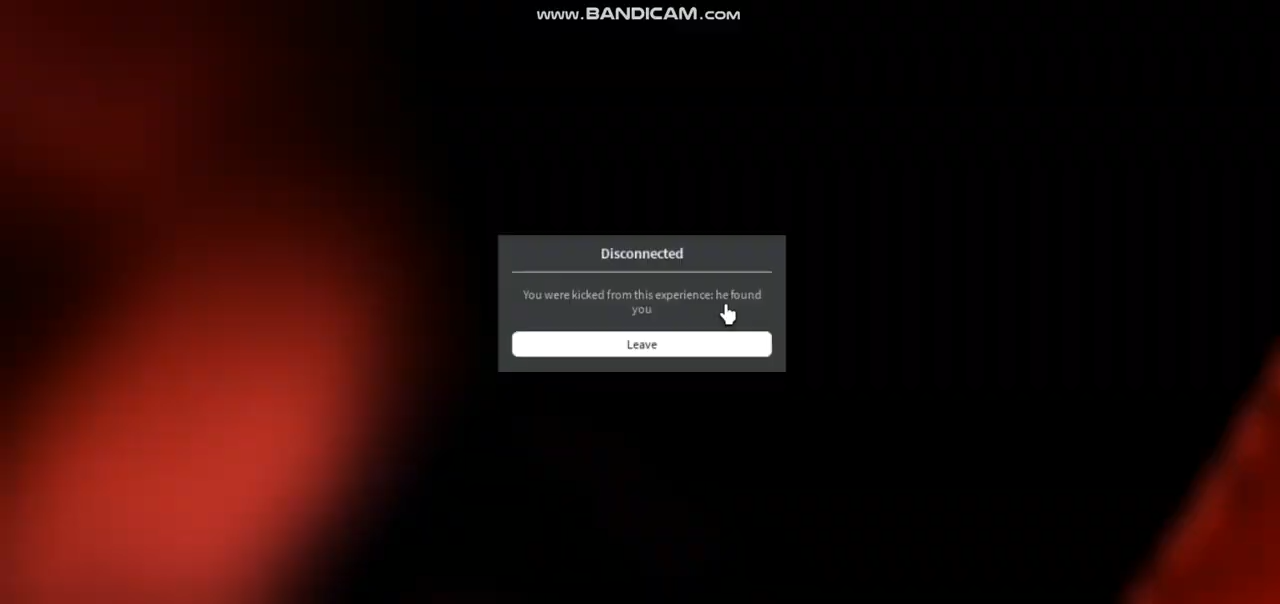 www.BANDICAM.com
Disconnected
You were kicked from this experience: he found
you
Leave